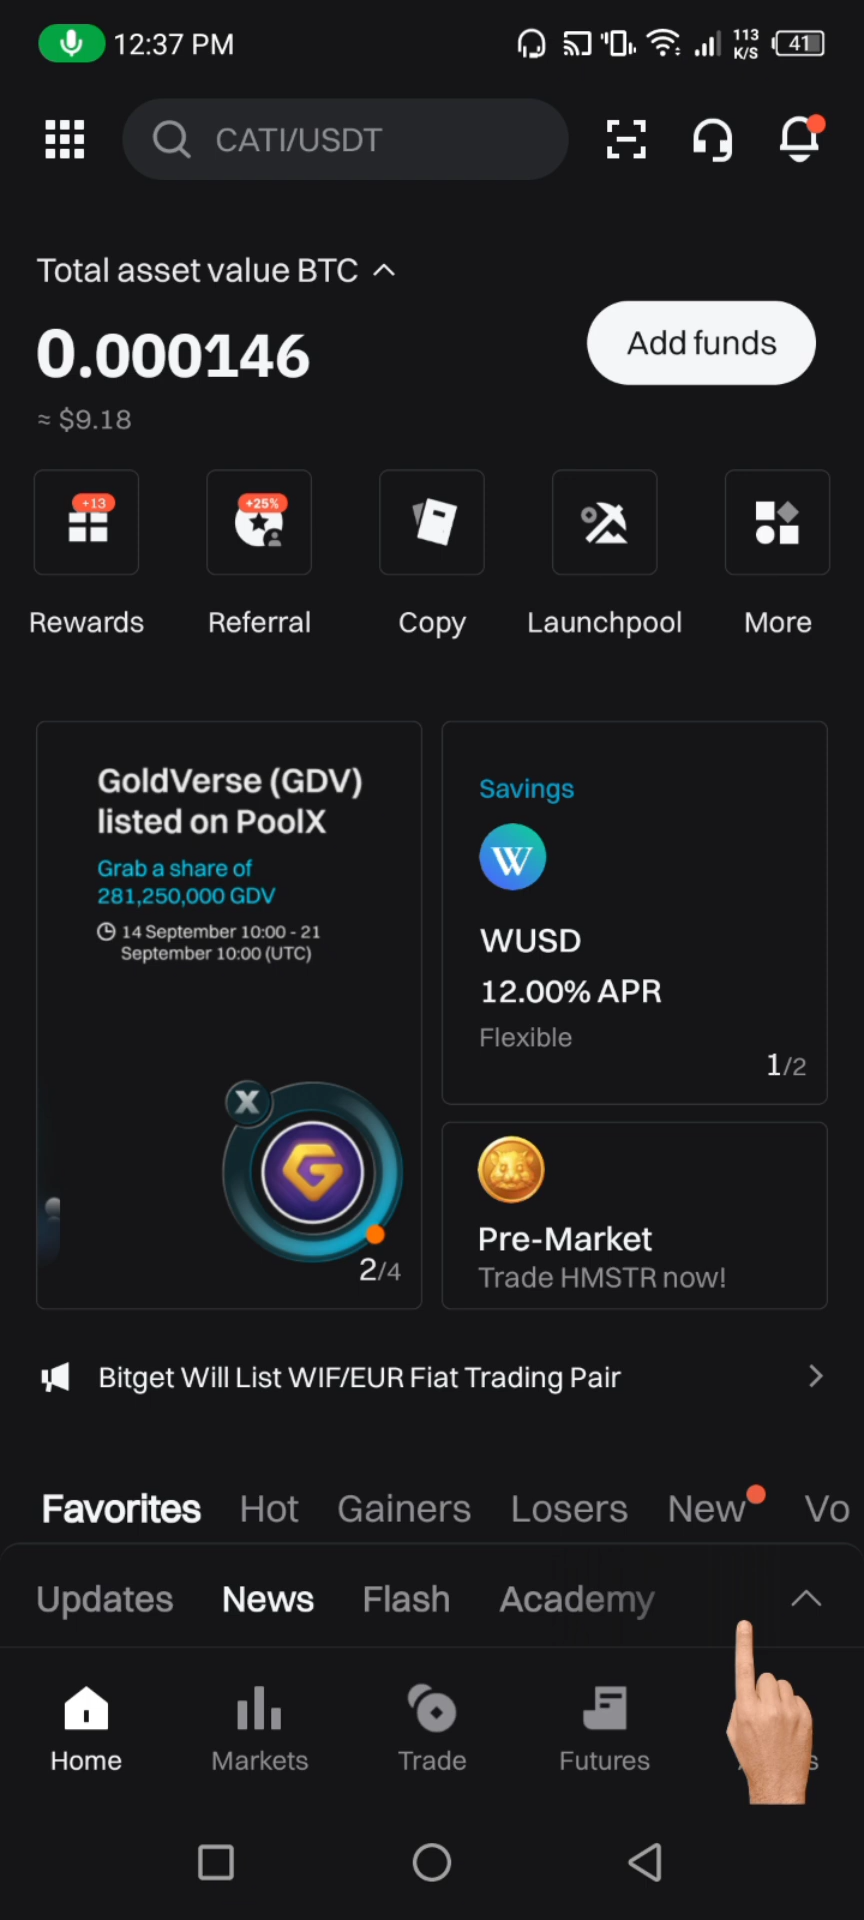 12:37 PM
113
K/S
41
CATI/USDT
Total asset value BTC
0.000146
Add funds
≈ $9.18
+13
+25%
Rewards
Referral
Copy
Launchpool
More
GoldVerse (GDV)
listed on PoolX
Grab a share of
281,250,000 GDV
14 September 10:00 - 21
September 10:00 (UTC)
X
G
2/4
Savings
W
WUSD
12.00% APR
Flexible
1/2
Pre-Market
Trade HMSTR now!
Bitget Will List WIF/EUR Fiat Trading Pair
Favorites
Hot
Gainers
Losers
New
Vo
Updates
News
Flash
Academy
Home
Markets
Trade
Futures